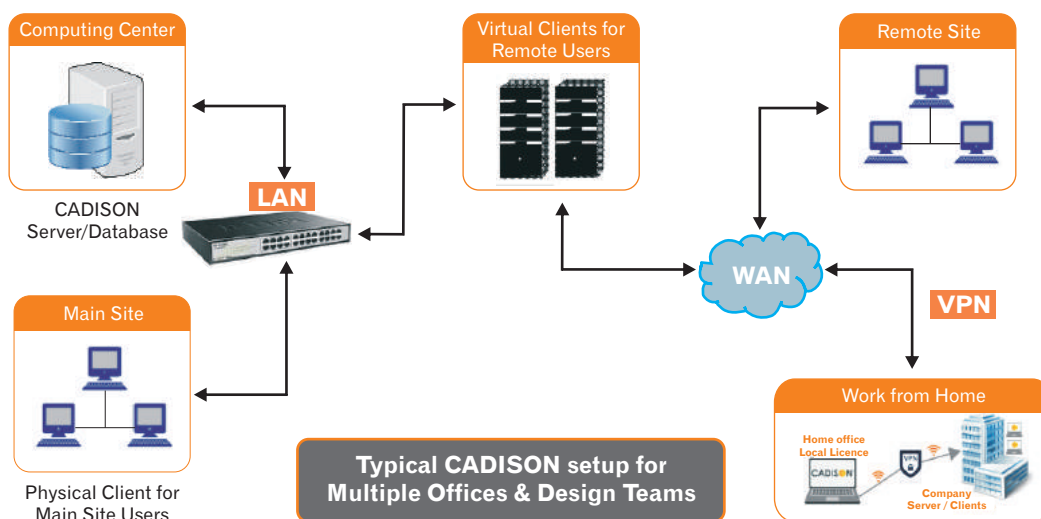 Computing Center
CADISON
Server/Database
LAN
Main Site
Physical Client for
Main Site Users
Virtual Clients for
Remote Users
Remote Site
WAN
VPN
Work from Home
Home office
Local Licence
CADISON
VPN
Company
Server / Clients
Typical CADISON setup for
Multiple Offices & Design Teams